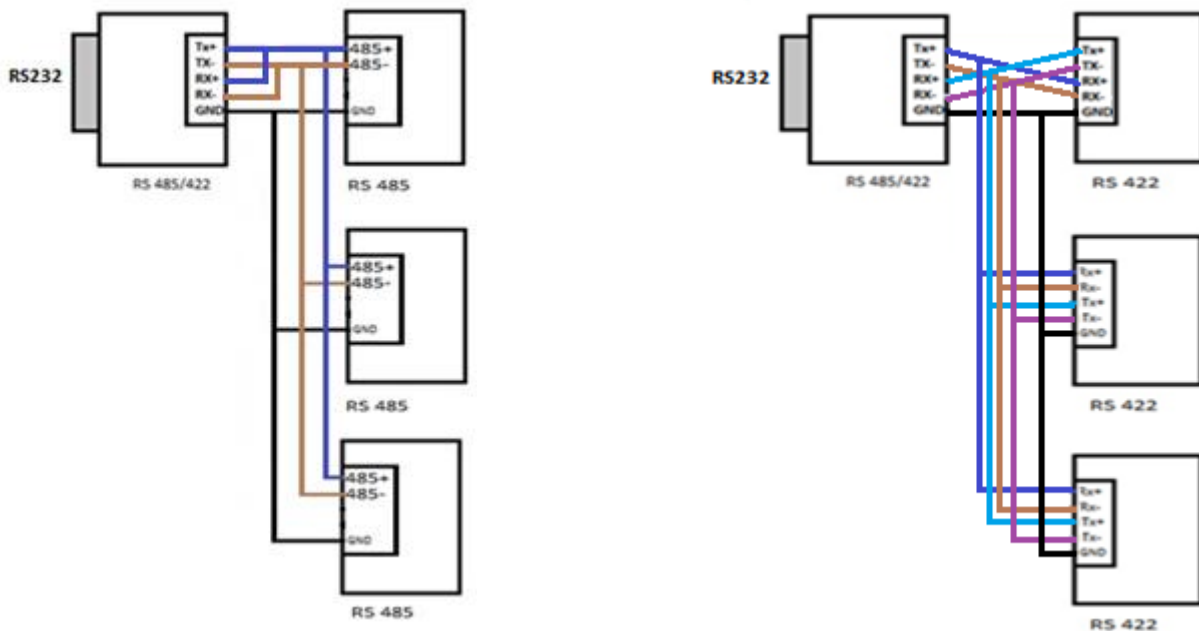 RS232
Tx+
TX-
RX+
RX-
GND
RS 485/422
485+
485-
GND
RS 485
485+
485-
GND
RS 485
485+
485-
GND
RS 485
RS232
Tx+
TX-
RX+
RX-
GND
RS 485/422
Tx+
TX-
RX+
RX-
GND
RS 422
Rx+
Rx-
Tx+
Tx-
GND
RS 422
Rx+
Rx-
Tx+
Tx-
GND
RS 422